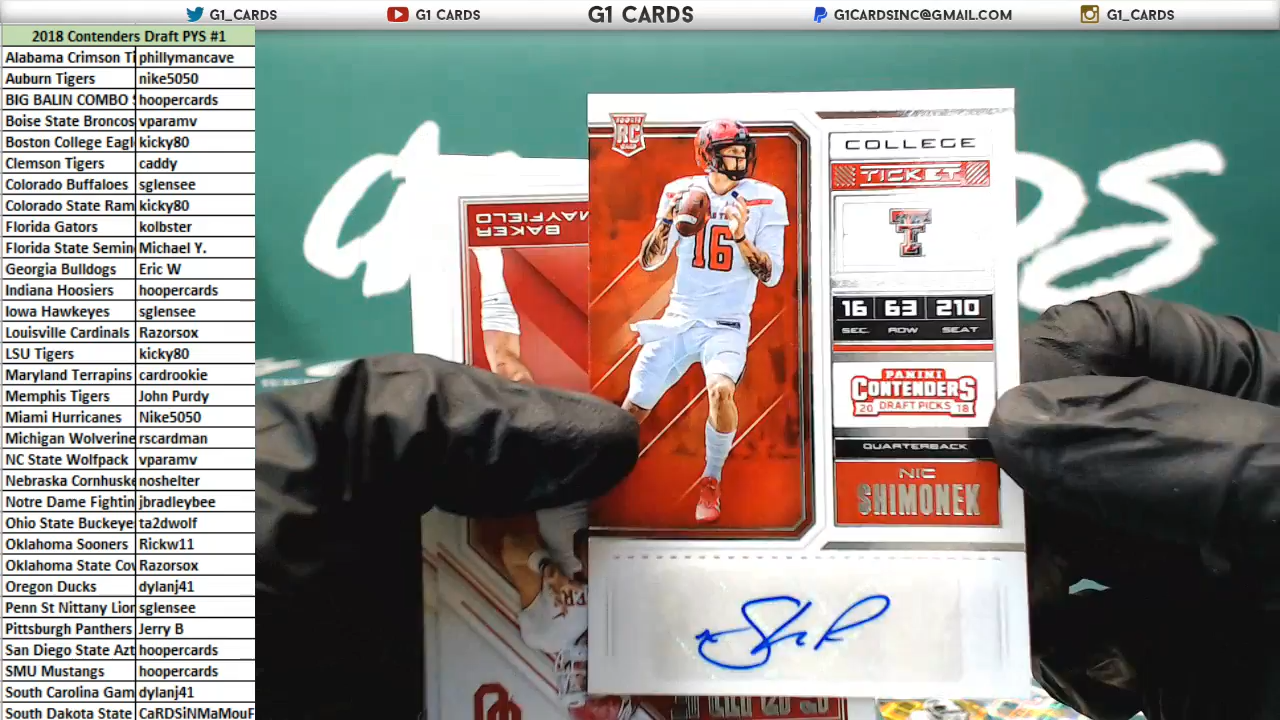 G1_CARDS
G1 CARDS
G1 CARDS
G1CARDSINC@GMAIL.COM
G1_CARDS
2018 Contenders Draft PYS #1
Alabama Crimson Ti phillymancave
Auburn Tigers nike5050
BIG BALIN COMBO hoopercards
Boise State Broncos vparamv
Boston College Eagl kicky80
Clemson Tigers caddy
Colorado Buffaloes sglensee
Colorado State Ram kicky80
Florida Gators kolbster
Florida State Semin Michael Y.
Georgia Bulldogs Eric W
Indiana Hoosiers hoopercards
Iowa Hawkeyes sglensee
Louisville Cardinals Razorsox
LSU Tigers kicky80
Maryland Terrapins cardrookie
Memphis Tigers John Purdy
Miami Hurricanes Nike5050
Michigan Wolverine rscardman
NC State Wolfpack vparamv
Nebraska Cornhuske noshelter
Notre Dame Fightin jbradleybee
Ohio State Buckeye ta2dwolf
Oklahoma Sooners Rickw11
Oklahoma State Cov Razorsox
Oregon Ducks dylanj41
Penn St Nittany Lion sglensee
Pittsburgh Panthers Jerry B
San Diego State Azt hoopercards
SMU Mustangs hoopercards
South Carolina Gam dylanj41
South Dakota State CaRDSiNMaMouF
BAKER
MAYFIELD
RC
16
COLLEGE
TICKET
16 63 210
SEC. ROW SEAT
PANINI
CONTENDERS
20 DRAFT PICKS 18
QUARTERBACK
NIC
SHIMONEK